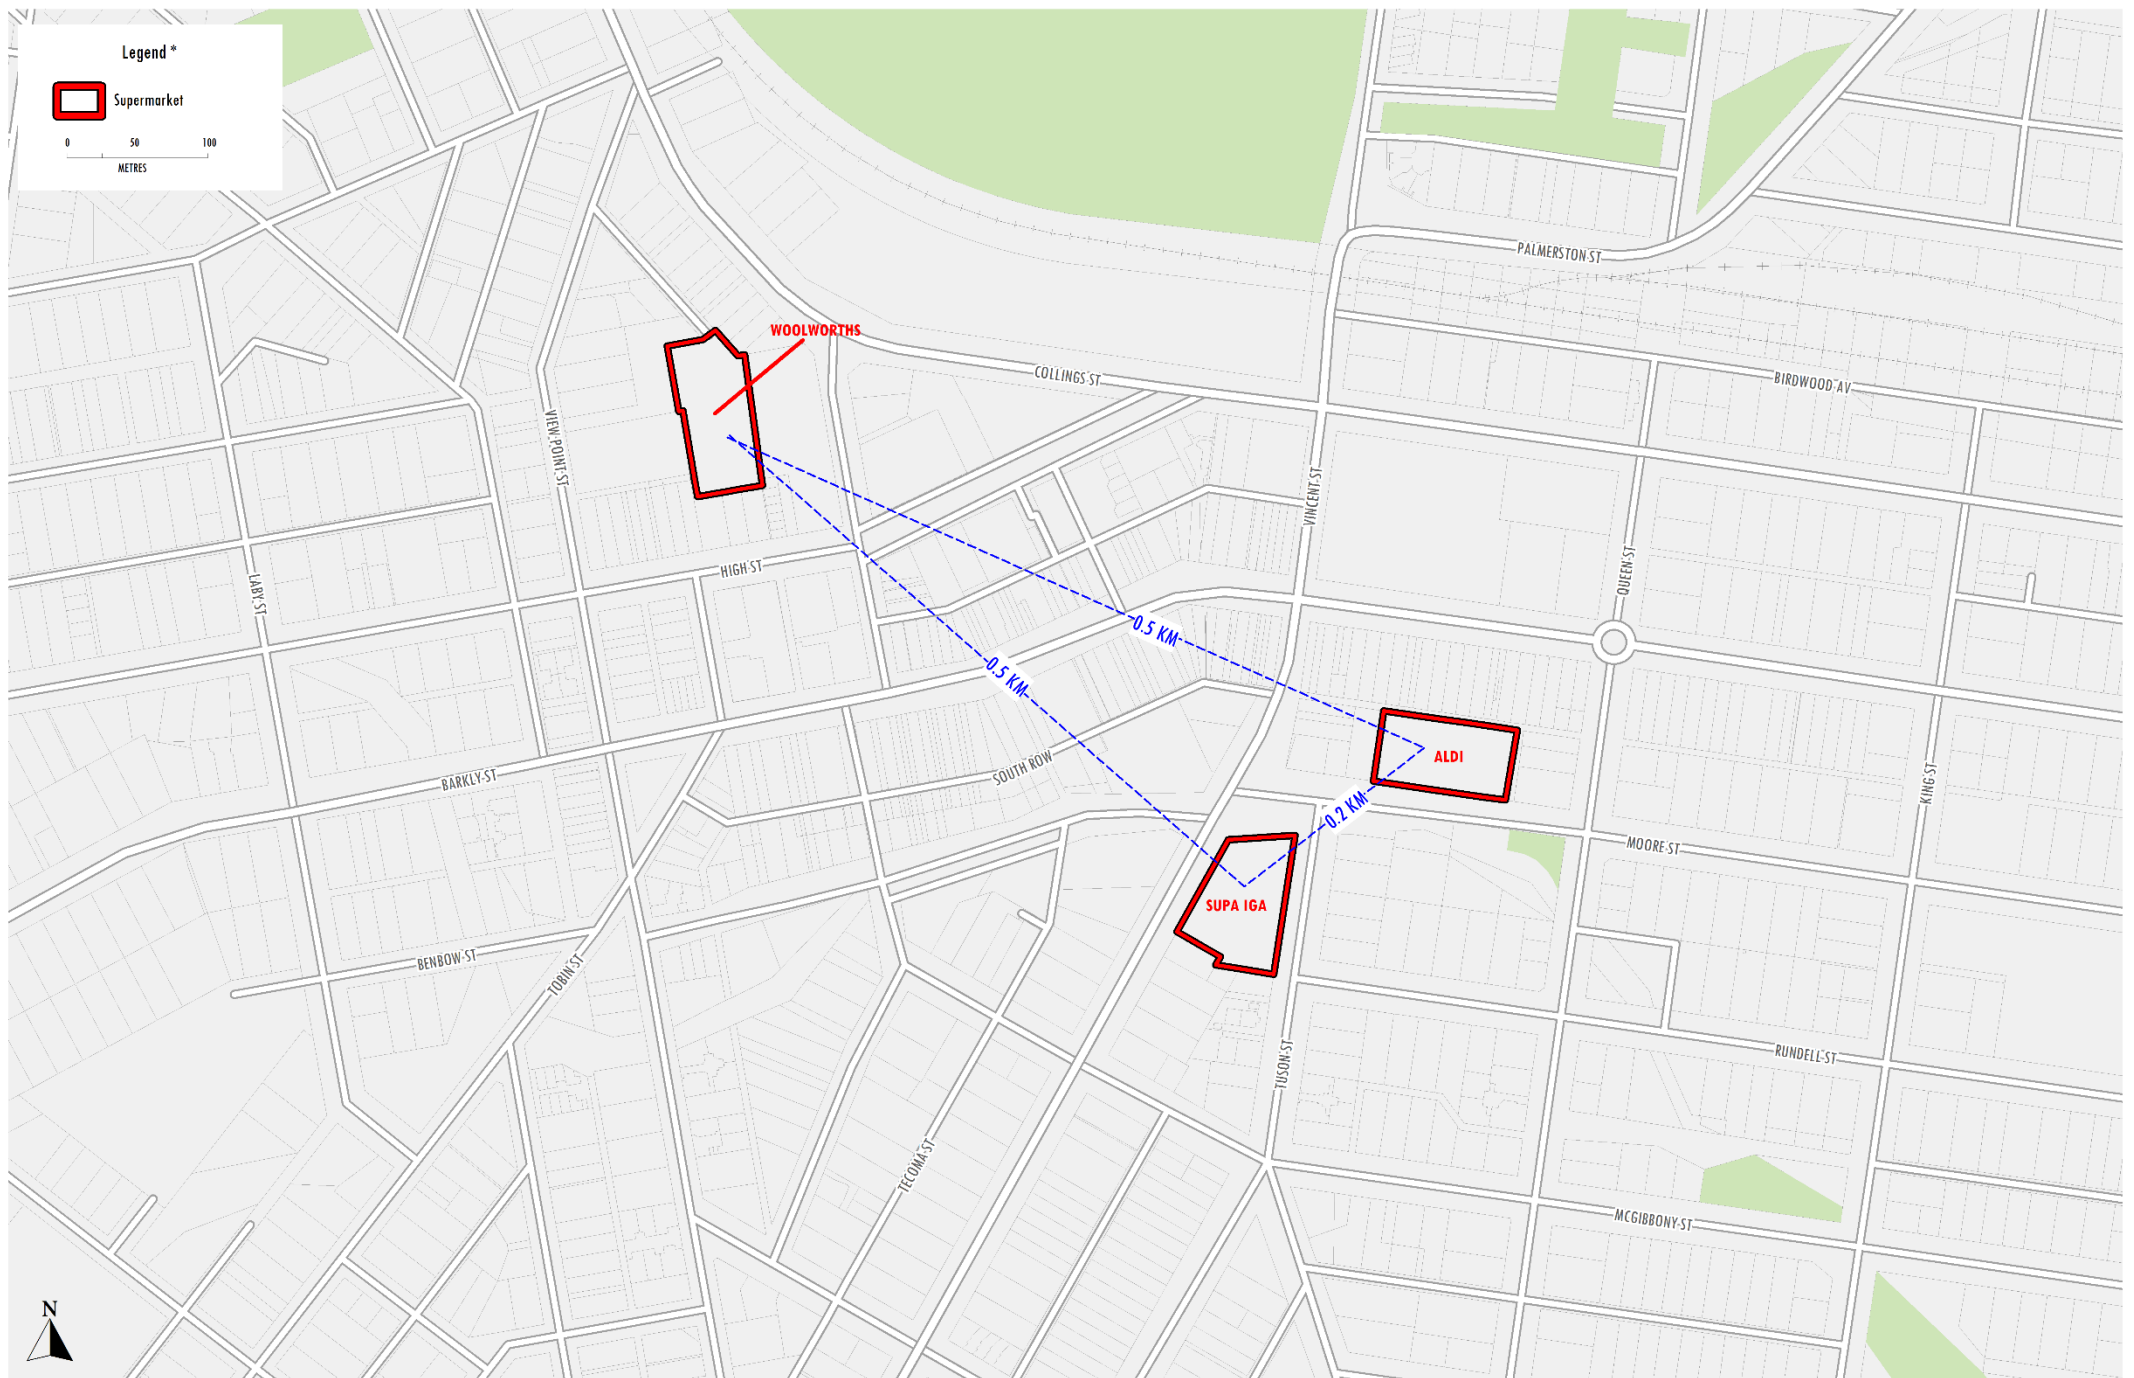 Legend *
Supermarket
0 50 100
METRES
PALMERSTON ST
WOOLWORTHS
COLLINGS ST
BIRDWOOD AV
VIEW POINT ST
VINCENT ST
HIGH ST
QUEEN ST
LABY ST
0.5 KM
0.5 KM
ALDI
SOUTH ROW
BARKLY ST
KING ST
0.2 KM
MOORE ST
SUPA IGA
BENBOW ST
TOBIN ST
RUNDELL ST
TUSON ST
TECOMA ST
MCGIBBONY ST
N